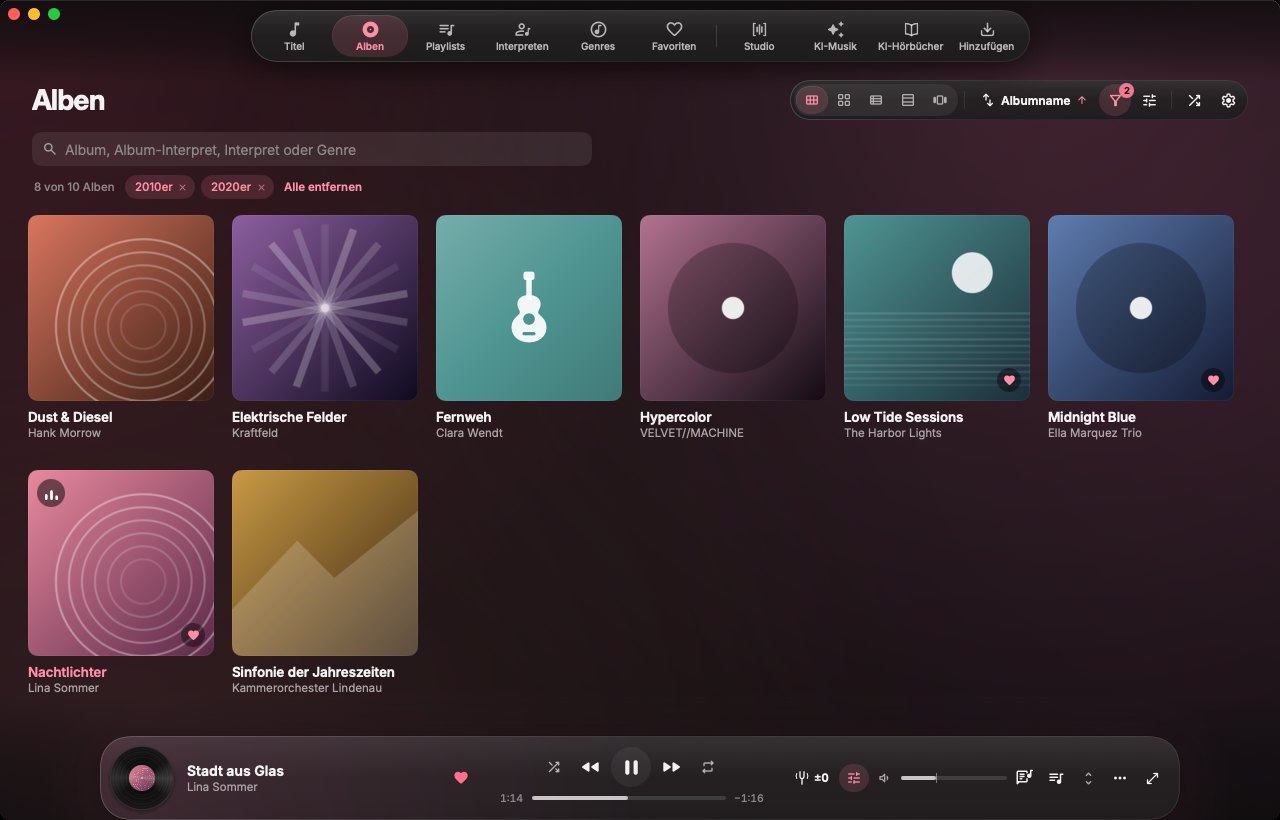 Titel
Alben
Playlists
Interpreten
Genres
Favoriten
Studio
KI-Musik
KI-Hörbücher
Hinzufügen
Alben
Albumname
2
Album, Album-Interpret, Interpret oder Genre
8 von 10 Alben
2010er
2020er
Alle entfernen
Dust & Diesel
Hank Morrow
Elektrische Felder
Kraftfeld
Fernweh
Clara Wendt
Hypercolor
VELVET//MACHINE
Low Tide Sessions
The Harbor Lights
Midnight Blue
Ella Marquez Trio
Nachtlichter
Lina Sommer
Sinfonie der Jahreszeiten
Kammerorchester Lindenau
Stadt aus Glas
Lina Sommer
1:14
−1:16
±0